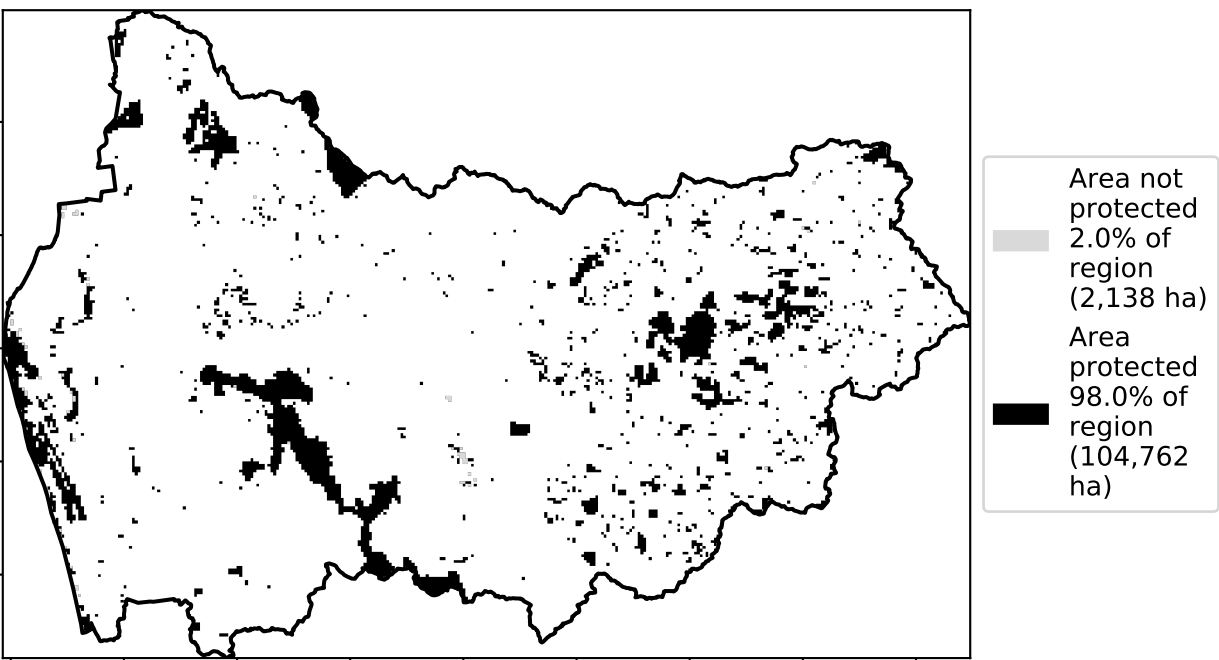 Area not
protected
2.0% of
region
(2,138 ha)
Area
protected
98.0% of
region
(104,762
ha)